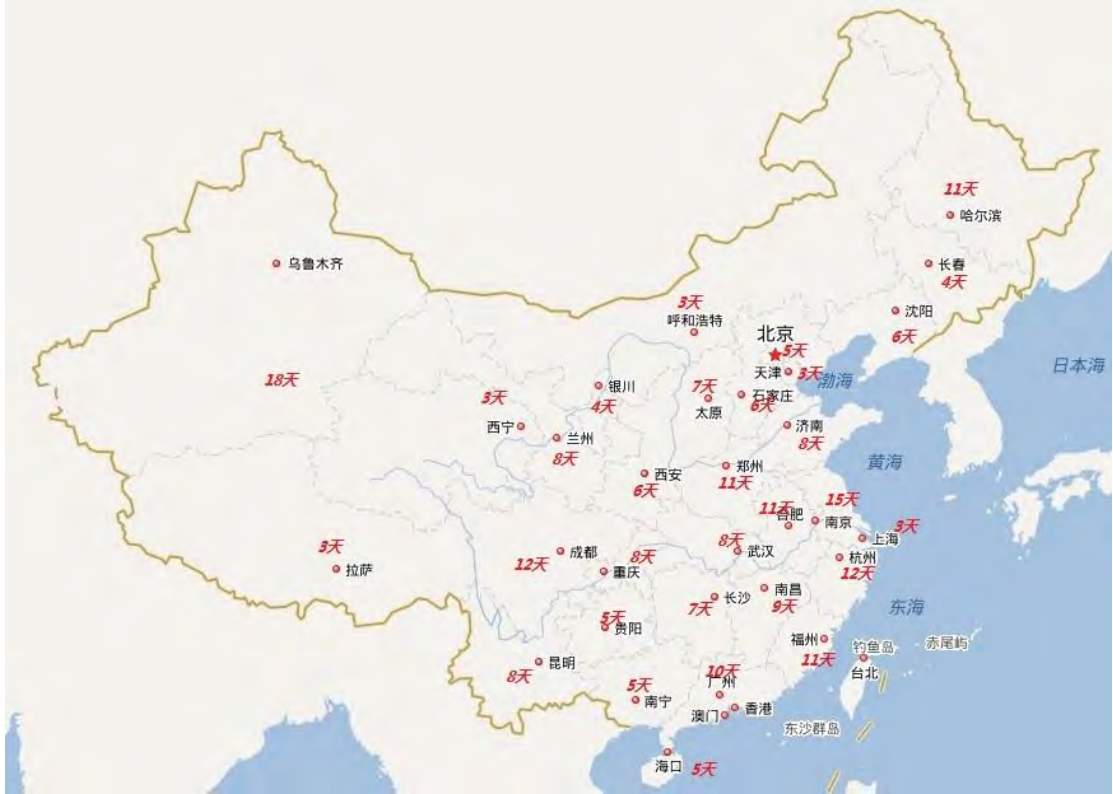 11天
哈尔滨
乌鲁木齐
长春
4天
3天
呼和浩特
沈阳
6天
北京
5天
天津
3天
渤海
日本海
18天
银川
4天
7天
太原
石家庄
6天
3天
西宁
兰州
8天
济南
8天
黄海
西安
6天
郑州
11天
11天
合肥
15天
南京
3天
上海
3天
拉萨
12天
成都
8天
重庆
8天
武汉
杭州
12天
7天
长沙
南昌
9天
东海
5天
贵阳
福州
11天
钓鱼岛
赤尾屿
台北
8天
昆明
5天
南宁
10天
广州
澳门
香港
东沙群岛
海口
5天